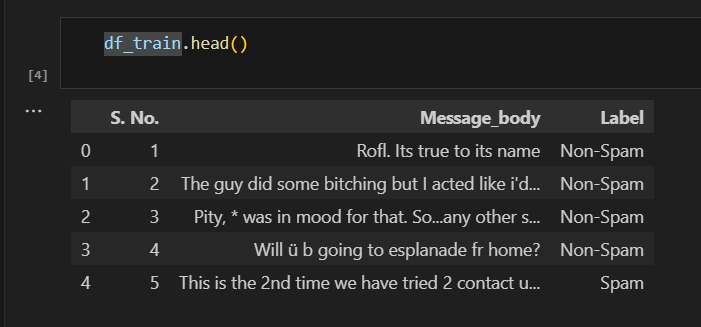 df_train.head()
[4]
...
S. No. Message_body Label
0 1 Rofl. Its true to its name Non-Spam
1 2 The guy did some bitching but I acted like i'd... Non-Spam
2 3 Pity, * was in mood for that. So...any other s... Non-Spam
3 4 Will ü b going to esplanade fr home? Non-Spam
4 5 This is the 2nd time we have tried 2 contact u... Spam